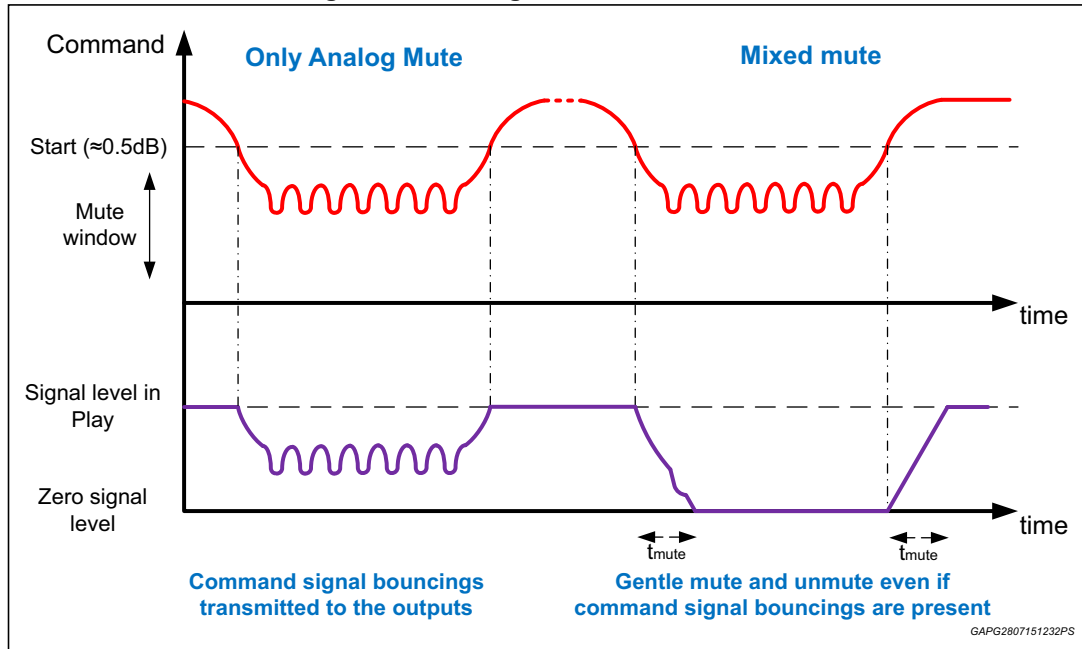 Command
Only Analog Mute
Mixed mute
Start (≈0.5dB)
Mute
window
time
Signal level in
Play
Zero signal
level
time
tmute
tmute
Command signal bouncings
transmitted to the outputs
Gentle mute and unmute even if
command signal bouncings are present
GAPG2807151232PS